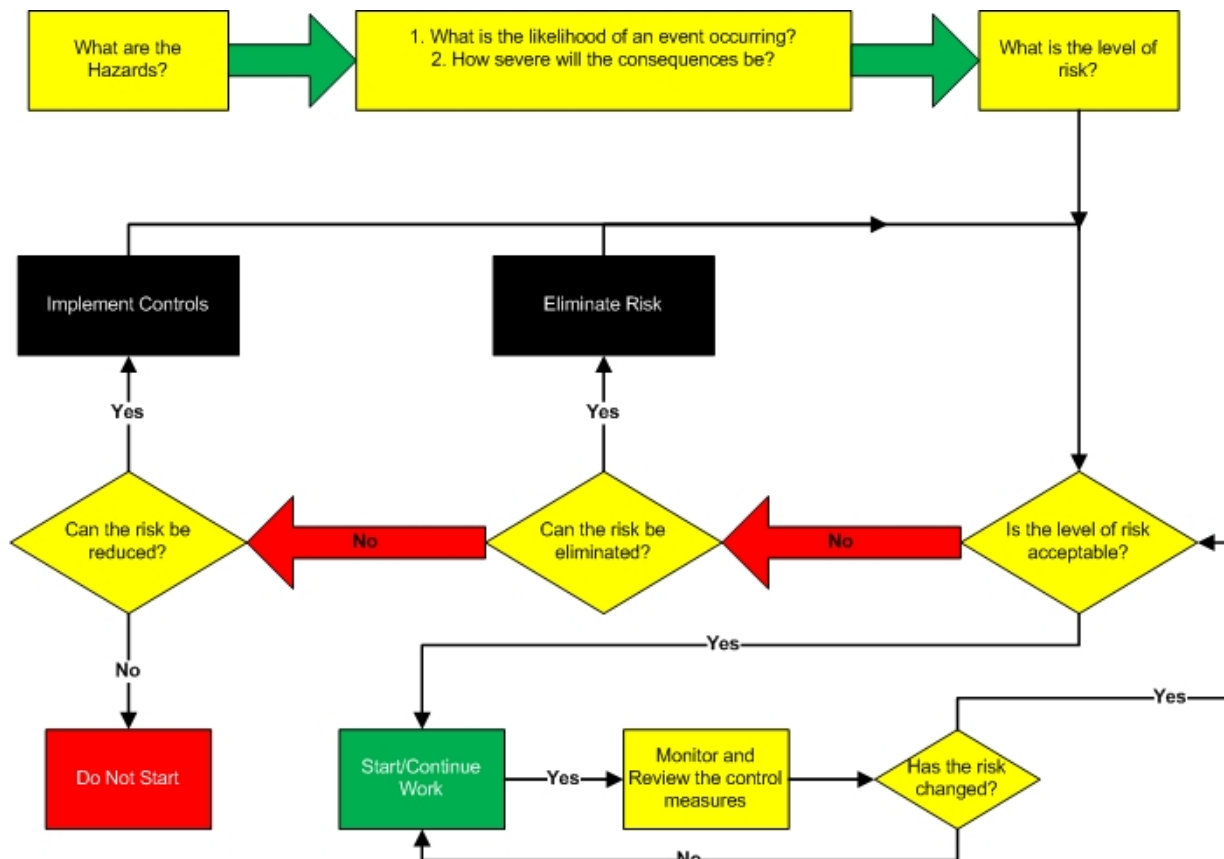 What are the
Hazards?
1. What is the likelihood of an event occurring?
2. How severe will the consequences be?
What is the level of
risk?
Implement Controls
Eliminate Risk
Yes
Yes
Can the risk be
reduced?
No
Can the risk be
eliminated?
No
Is the level of risk
acceptable?
Yes
No
Yes
Do Not Start
Start/Continue
Work
Yes
Monitor and
Review the control
measures
Has the risk
changed?
No